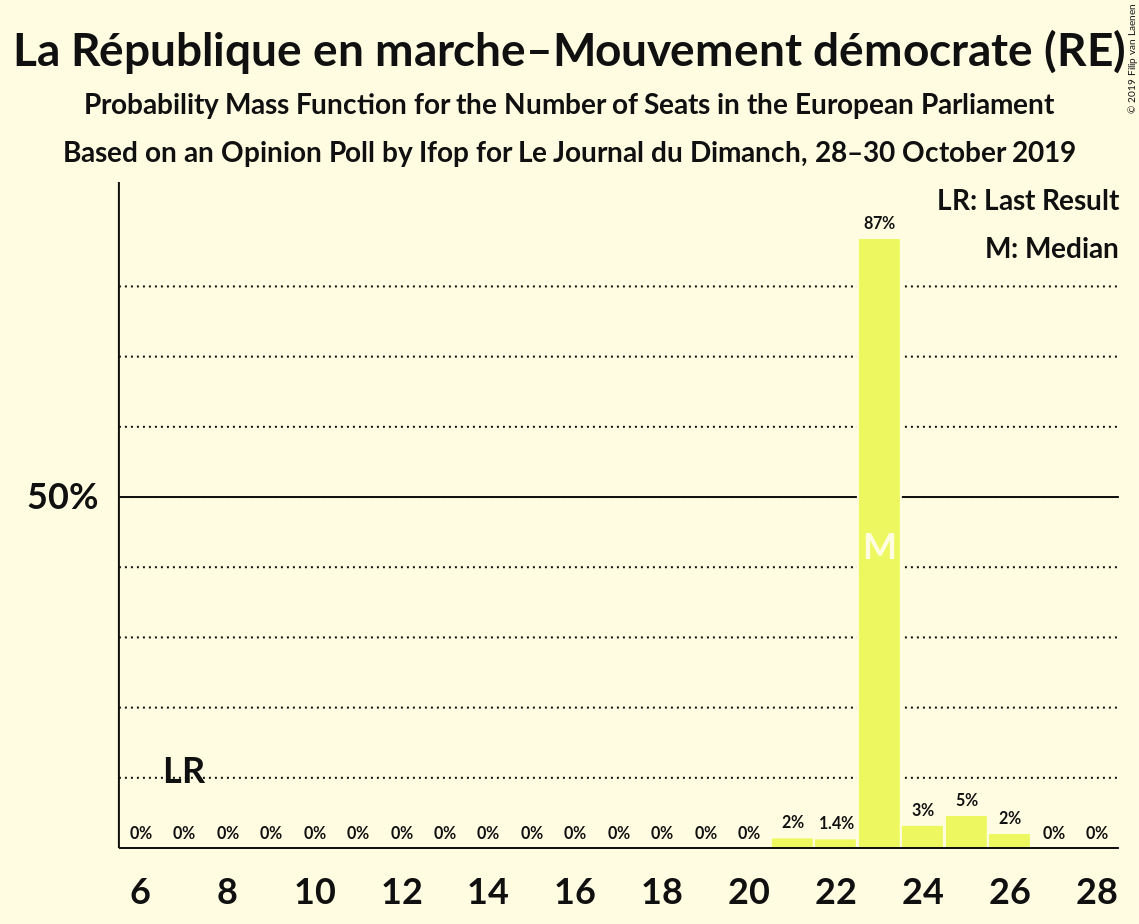 La République en marche–Mouvement démocrate (RE)
© 2019 Filip van Laenen
Probability Mass Function for the Number of Seats in the European Parliament
Based on an Opinion Poll by Ifop for Le Journal du Dimanch, 28–30 October 2019
LR: Last Result
M: Median
87%
50%
M
LR
0% 0% 0% 0% 0% 0% 0% 0% 0% 0% 0% 0% 0% 0% 0% 2% 1.4% 3% 5% 2% 0% 0%
6 8 10 12 14 16 18 20 22 24 26 28